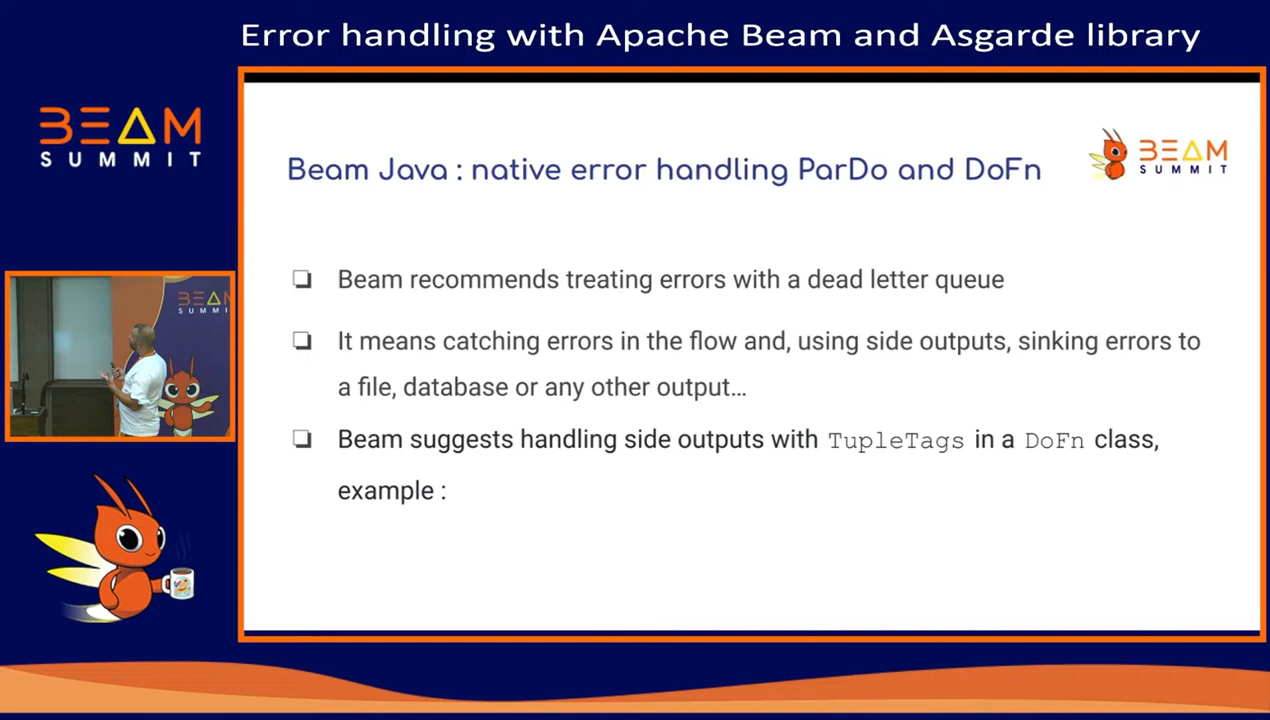 Error handling with Apache Beam and Asgarde library
BEAM
SUMMIT
Beam Java : native error handling ParDo and DoFn
BEAM
SUMMIT
Beam recommends treating errors with a dead letter queue
It means catching errors in the flow and, using side outputs, sinking errors to
a file, database or any other output…
Beam suggests handling side outputs with TupleTags in a DoFn class,
example :
BEAM
SUMMIT